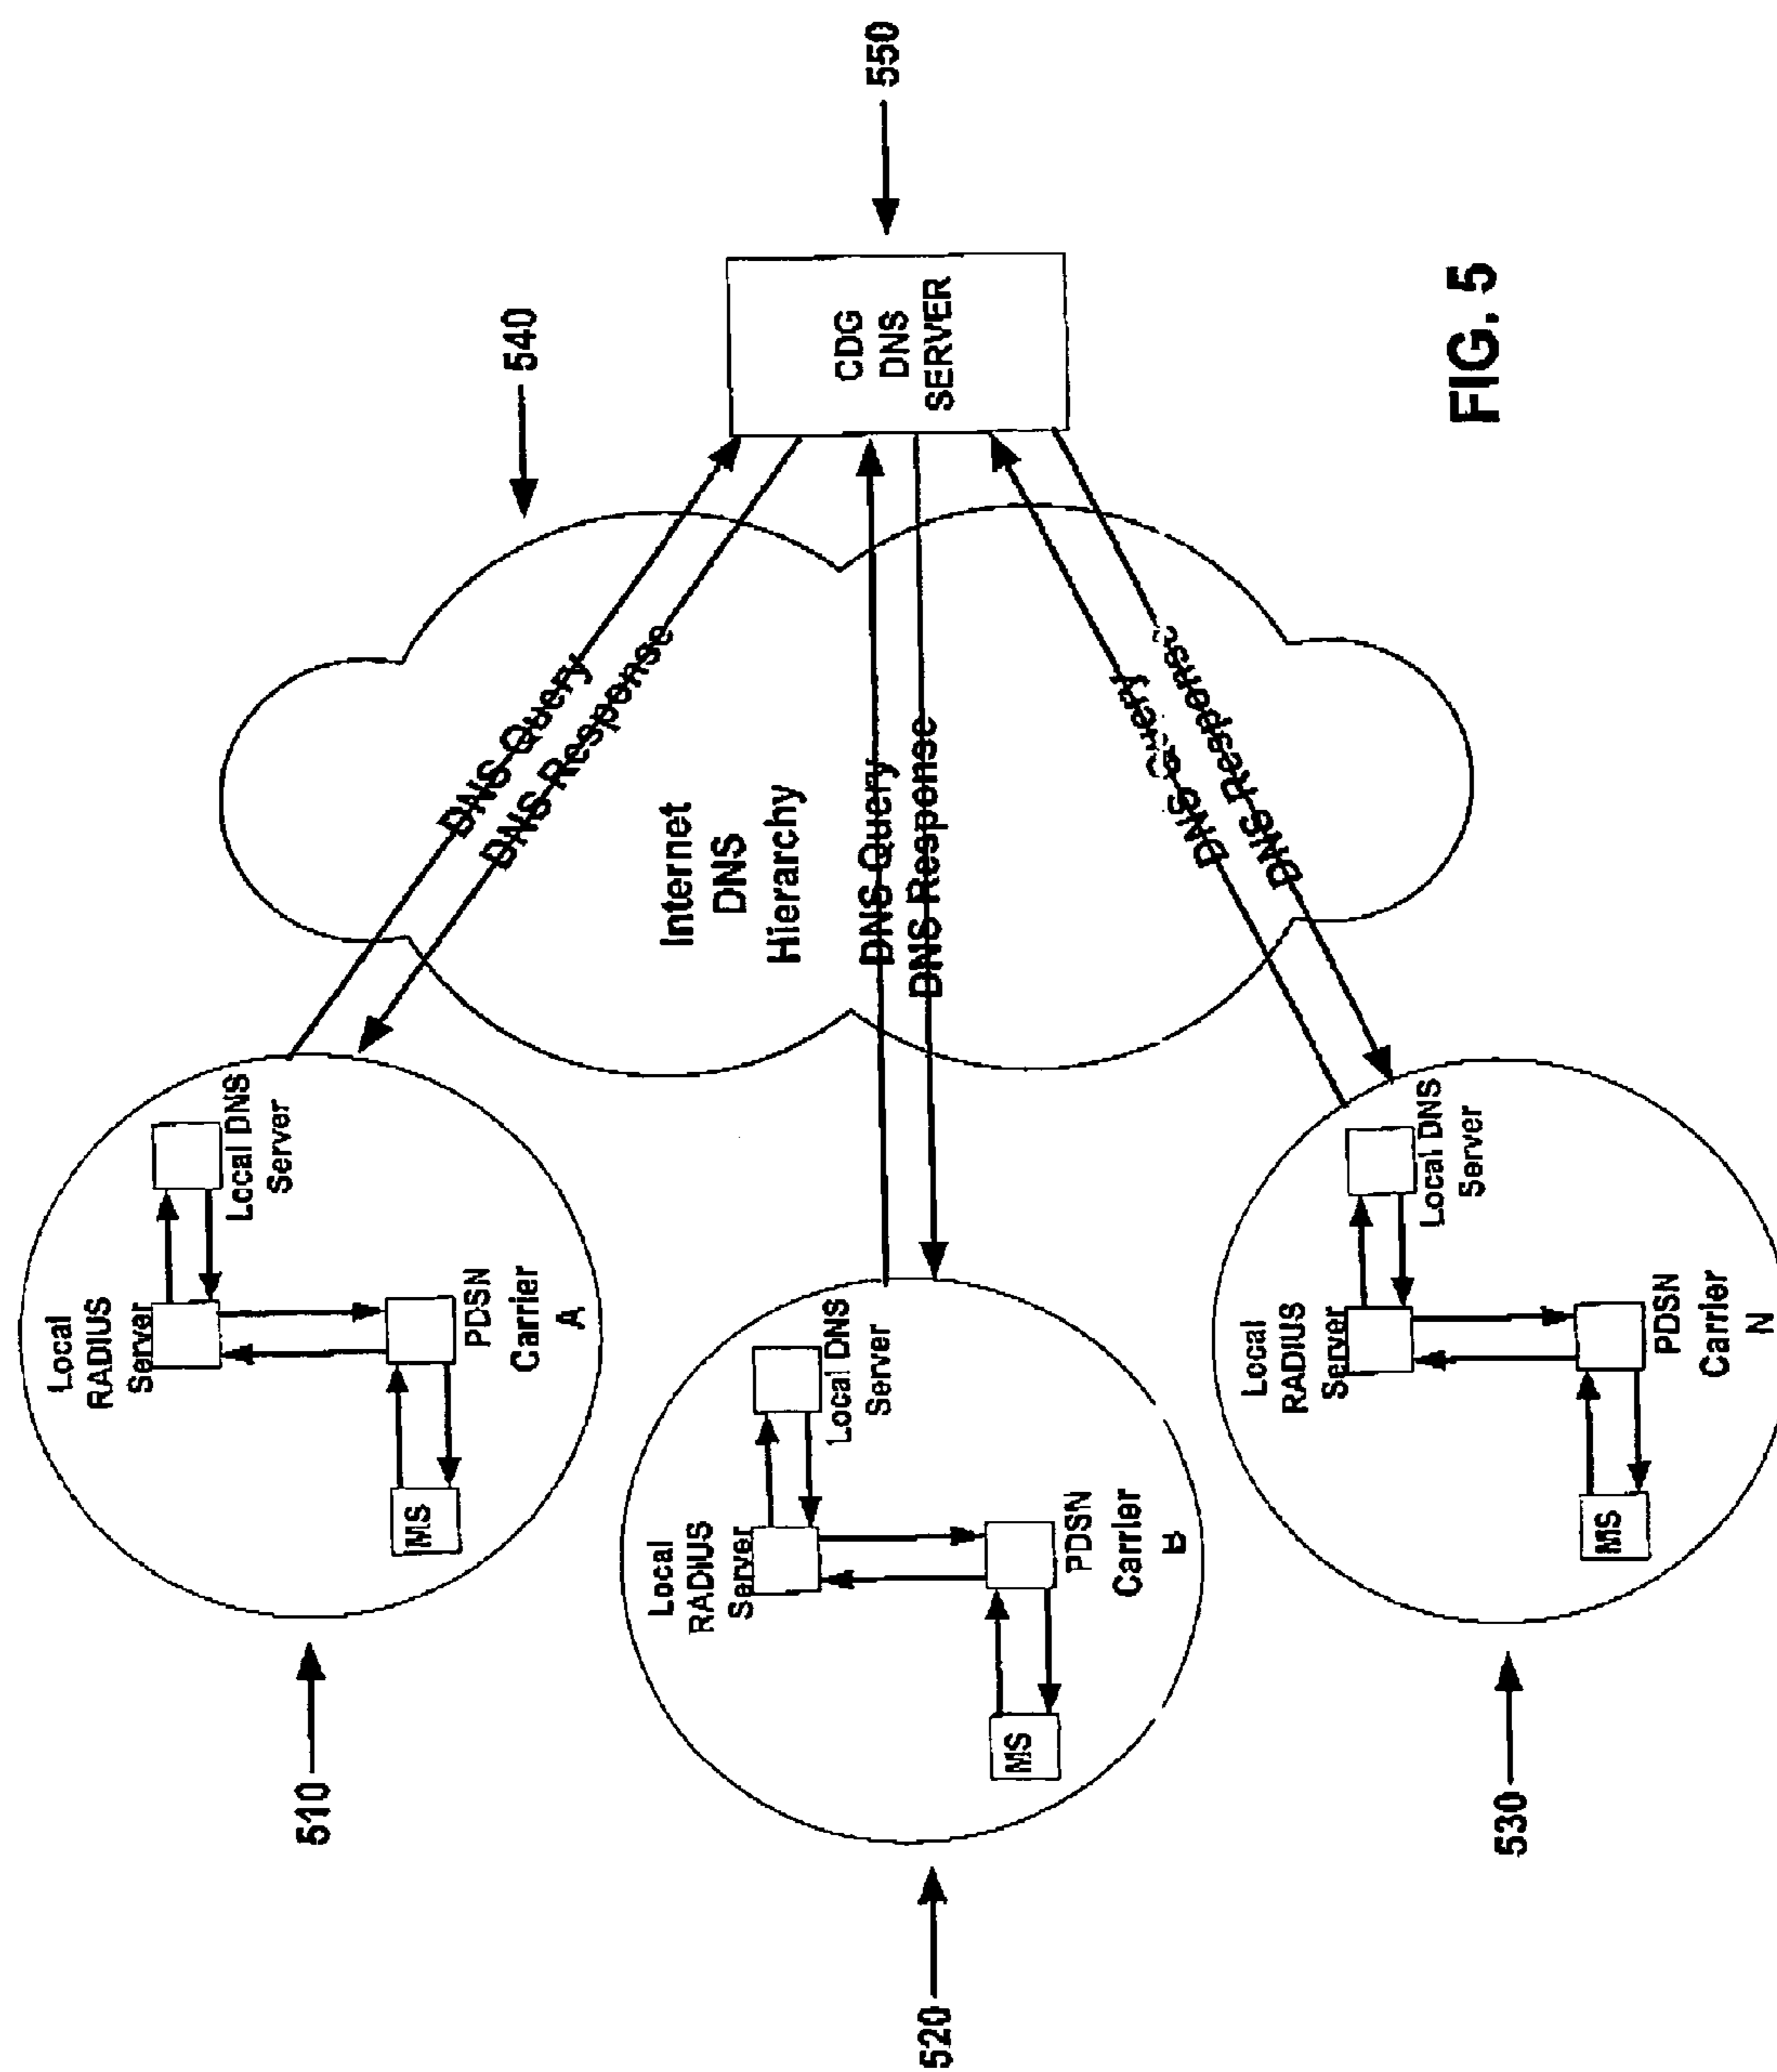 510
Local
RADIUS
Server
Local DNS
Server
MS
PDSN
Carrier
A
520
Local
RADIUS
Server
Local DNS
Server
MS
PDSN
Carrier
B
530
Local
RADIUS
Server
Local DNS
Server
MS
PDSN
Carrier
N
DNS Query
DNS Response
540
Internet
DNS
Hierarchy
DNS Query
DNS Response
DNS Query
DNS Response
CDG
DNS
SERVER
550
FIG. 5